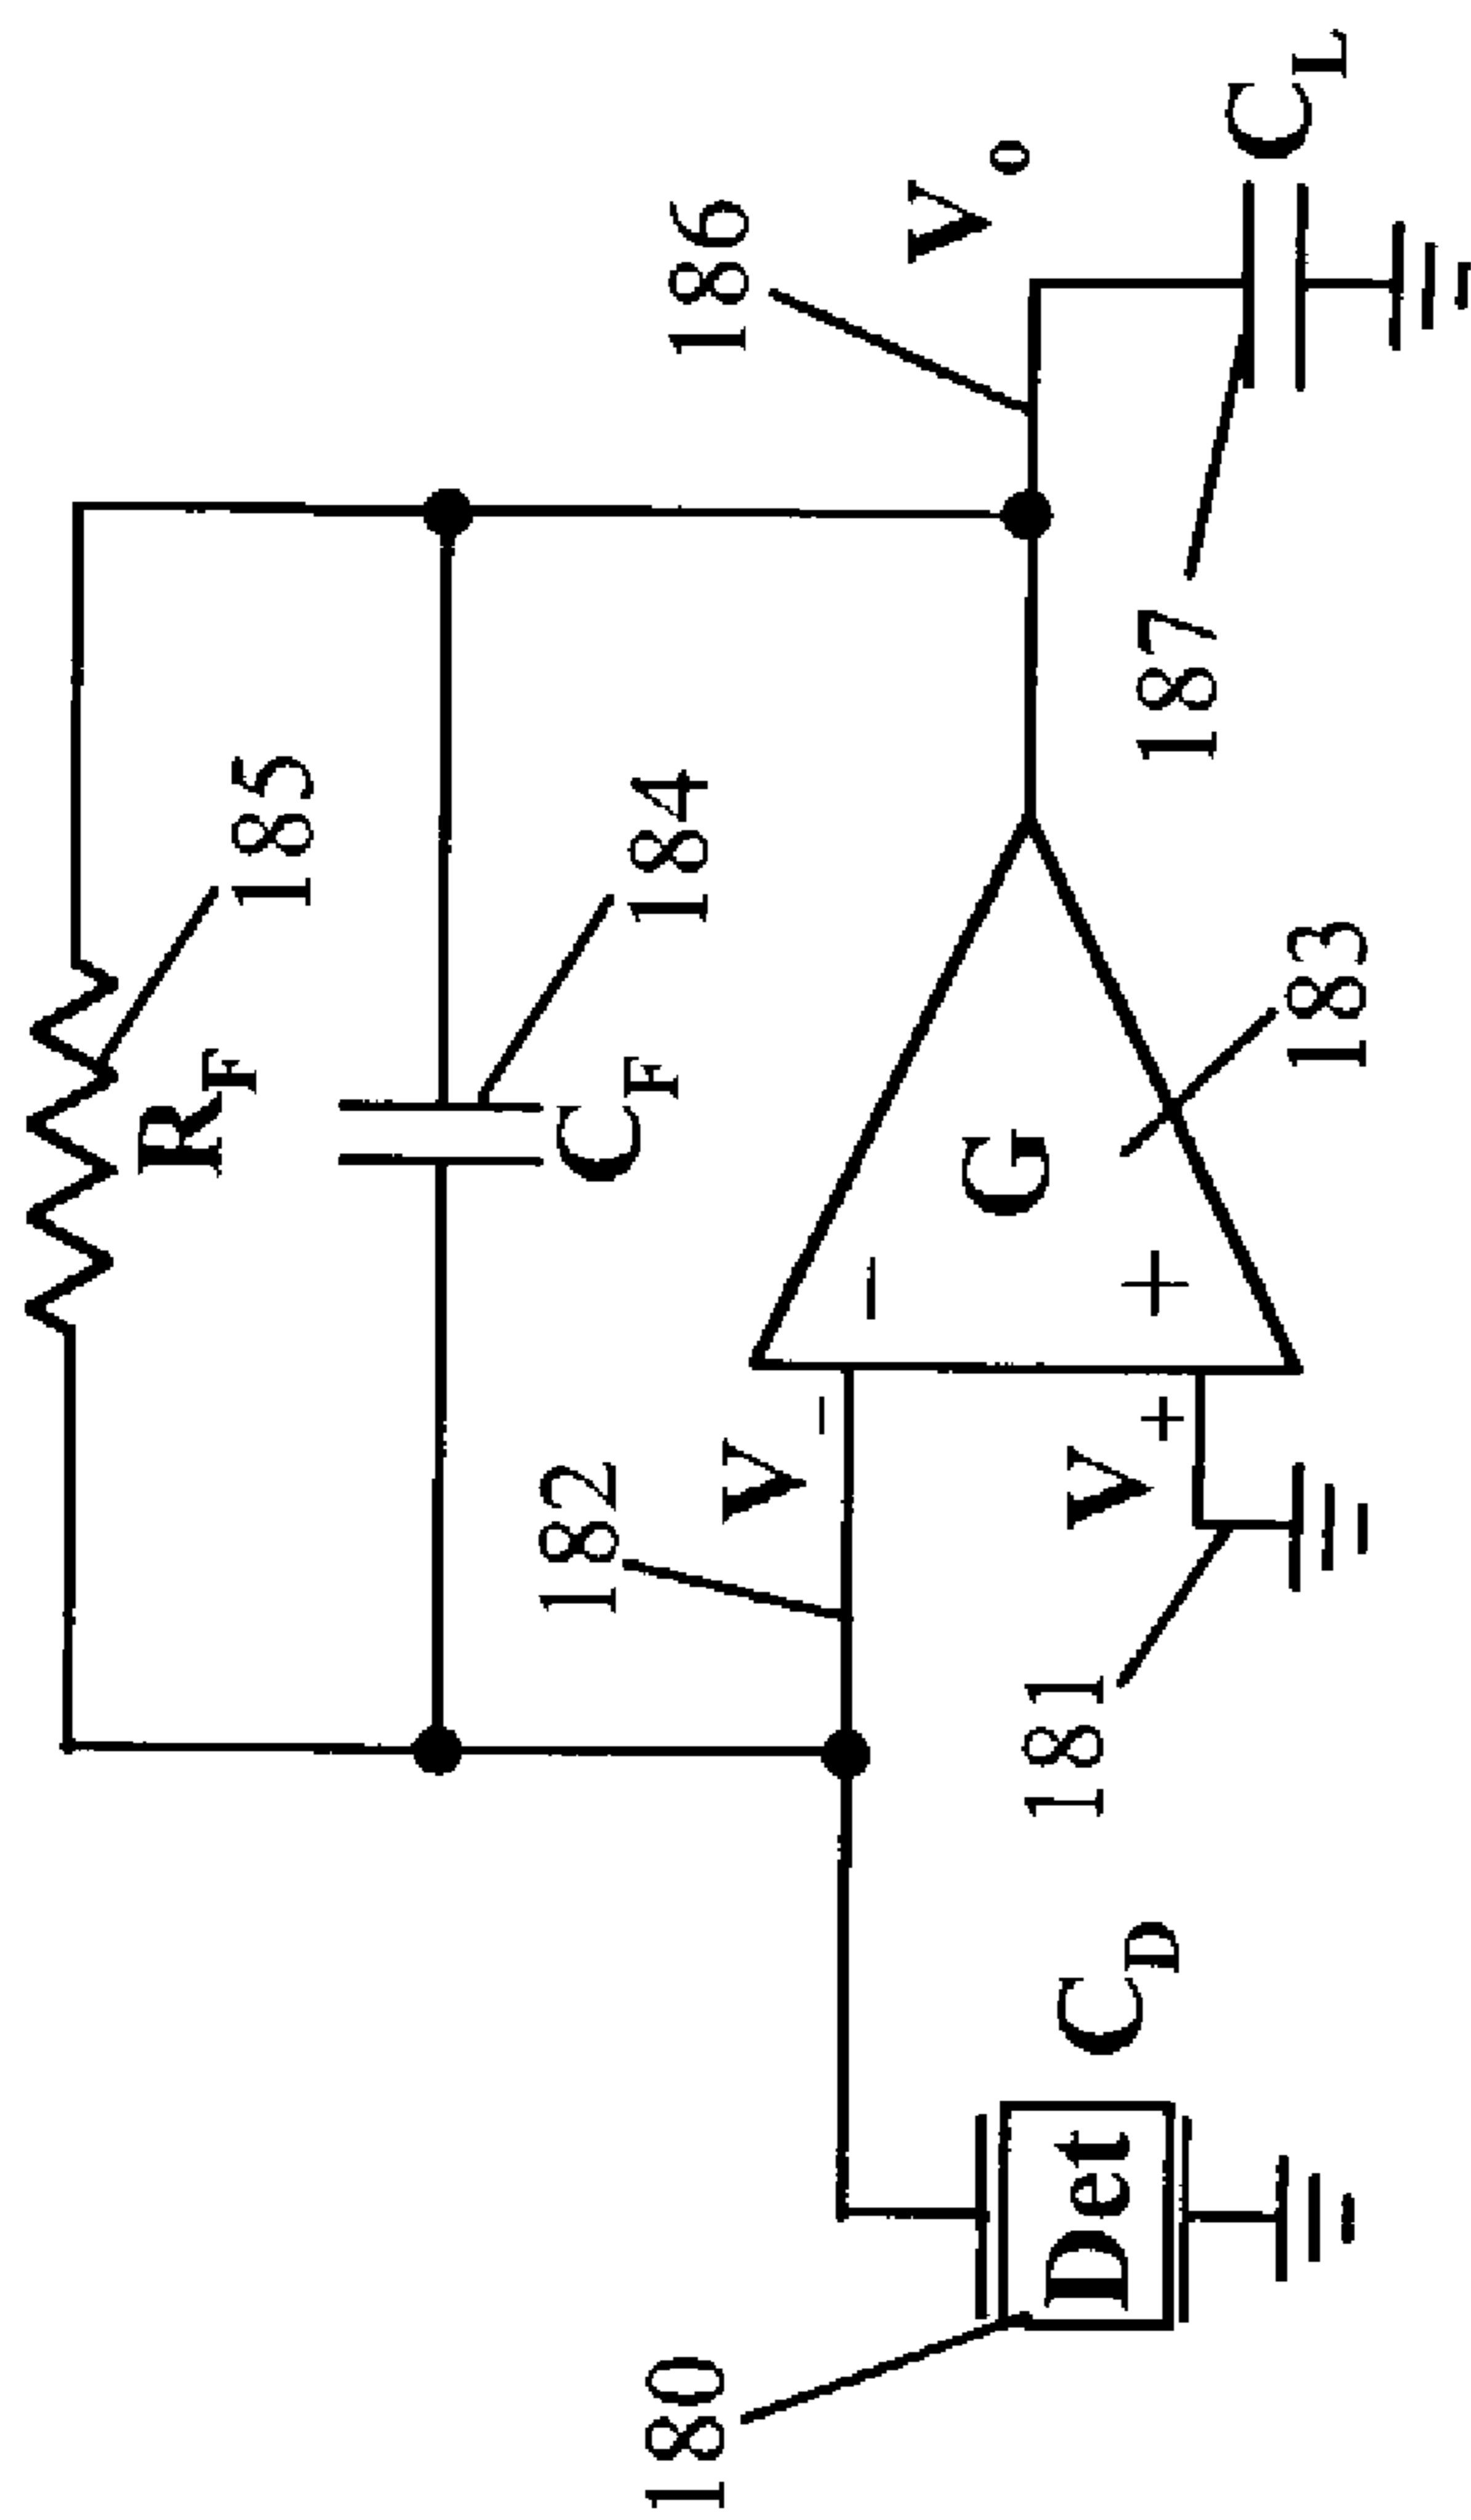 185
R_F
184
C_F
186
V_o
182
V_-
-
G
+
V_+
183
181
187
C_L
180
Det
C_D